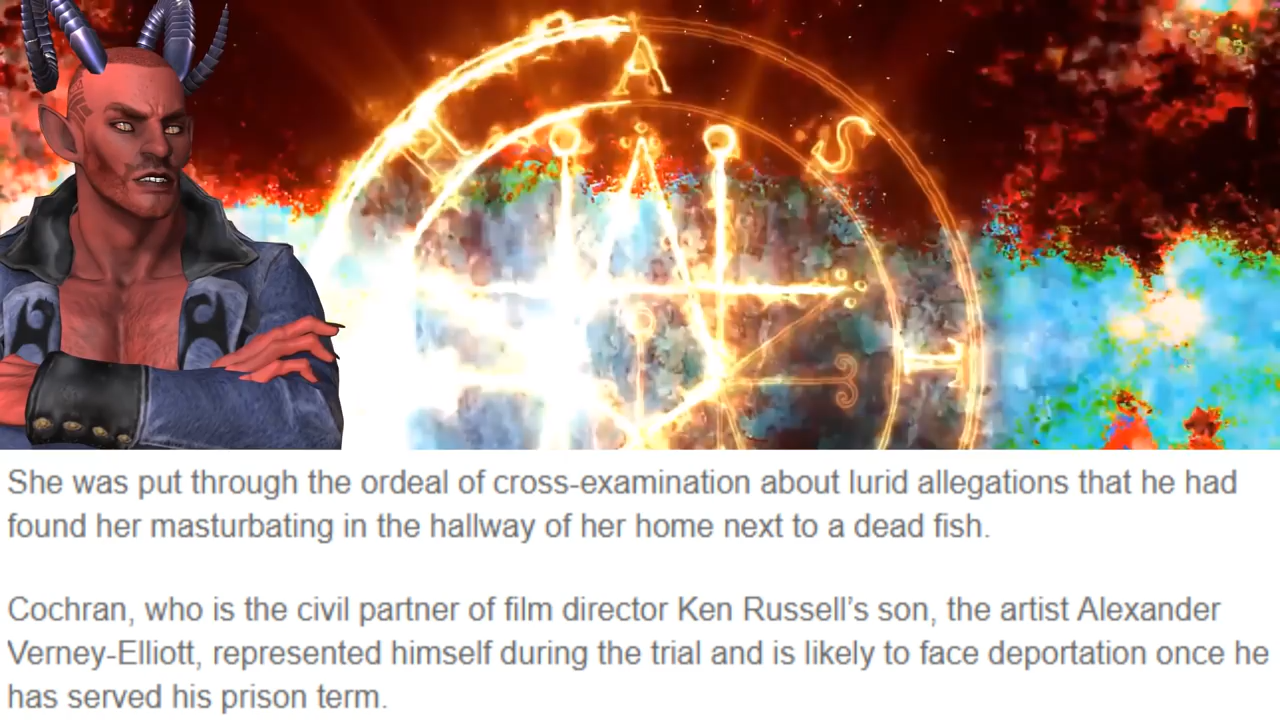 A
S
H
T
She was put through the ordeal of cross-examination about lurid allegations that he had
found her masturbating in the hallway of her home next to a dead fish.
Cochran, who is the civil partner of film director Ken Russell’s son, the artist Alexander
Verney-Elliott, represented himself during the trial and is likely to face deportation once he
has served his prison term.